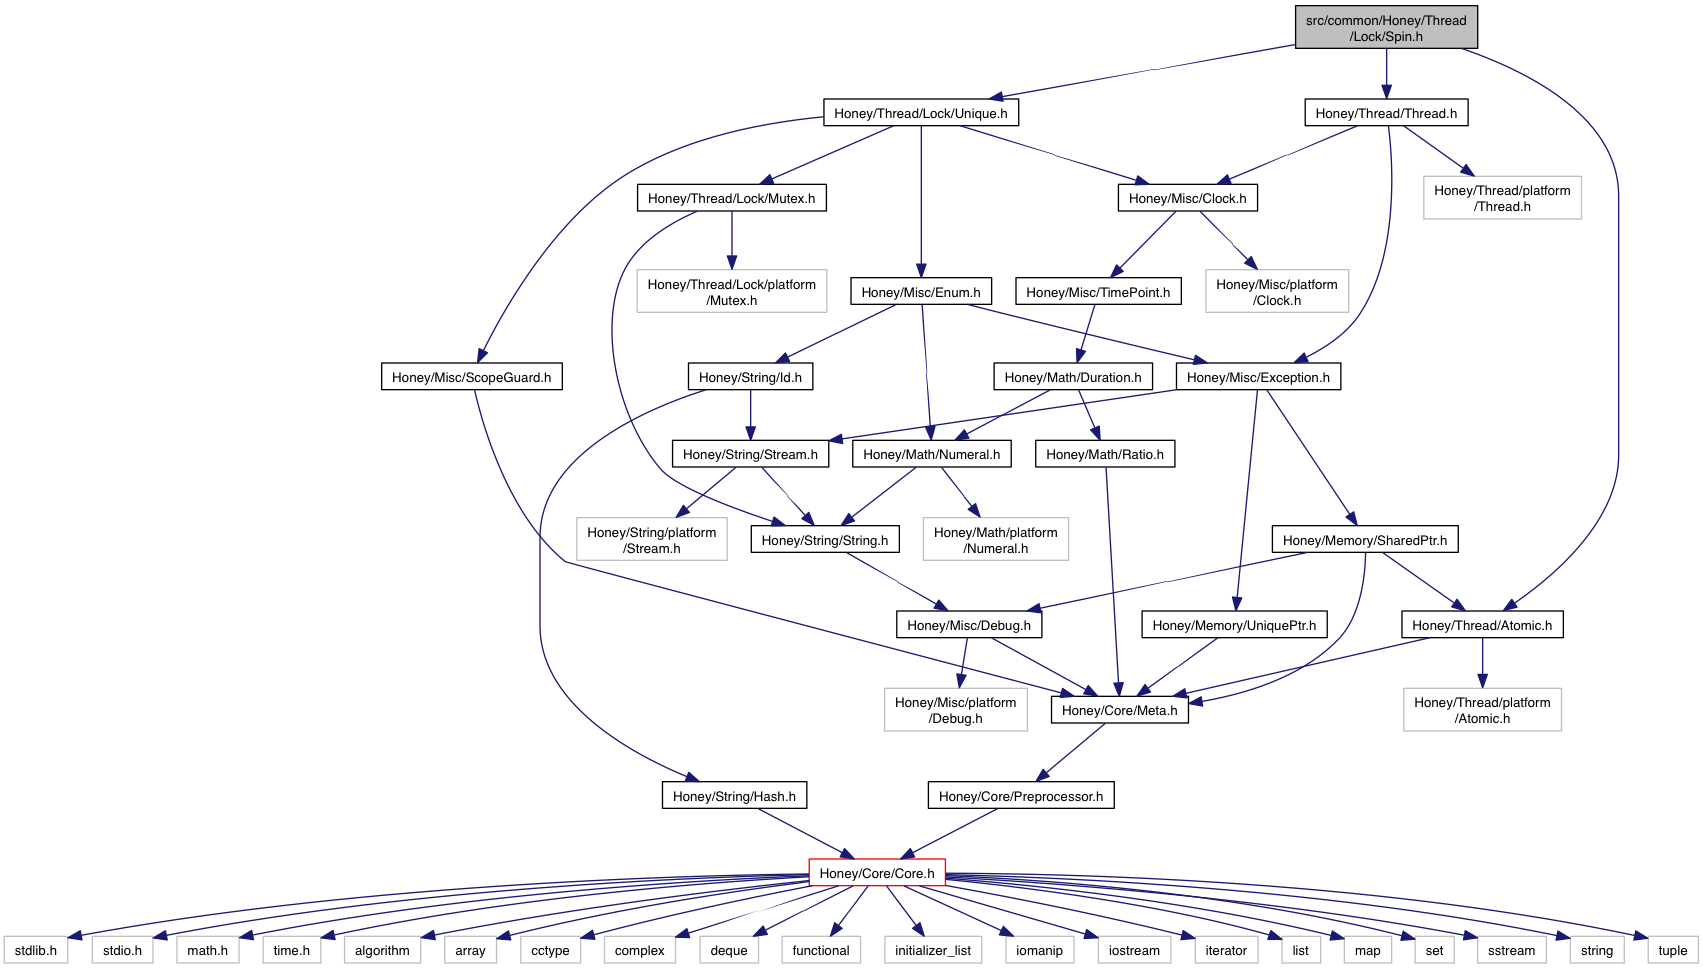 src/common/Honey/Thread
/Lock/Spin.h
Honey/Thread/Lock/Unique.h
Honey/Thread/Thread.h
Honey/Thread/Lock/Mutex.h
Honey/Misc/Clock.h
Honey/Thread/platform
/Thread.h
Honey/Thread/Lock/platform
/Mutex.h
Honey/Misc/Enum.h
Honey/Misc/TimePoint.h
Honey/Misc/platform
/Clock.h
Honey/Misc/ScopeGuard.h
Honey/String/Id.h
Honey/Math/Duration.h
Honey/Misc/Exception.h
Honey/String/Stream.h
Honey/Math/Numeral.h
Honey/Math/Ratio.h
Honey/String/platform
/Stream.h
Honey/String/String.h
Honey/Math/platform
/Numeral.h
Honey/Memory/SharedPtr.h
Honey/Misc/Debug.h
Honey/Memory/UniquePtr.h
Honey/Thread/Atomic.h
Honey/Misc/platform
/Debug.h
Honey/Core/Meta.h
Honey/Thread/platform
/Atomic.h
Honey/String/Hash.h
Honey/Core/Preprocessor.h
Honey/Core/Core.h
stdlib.h
stdio.h
math.h
time.h
algorithm
array
cctype
complex
deque
functional
initializer_list
iomanip
iostream
iterator
list
map
set
sstream
string
tuple